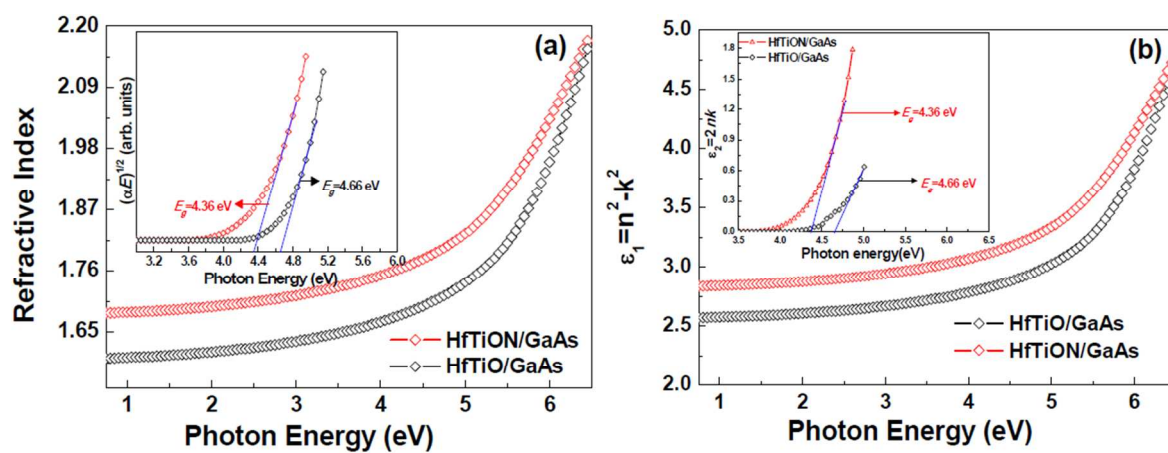 2.20
2.09
1.98
1.87
1.76
1.65
Refractive Index
(a)
(αE)^1/2 (arb. units)
E_g=4.36 eV
E_g=4.66 eV
3.2 3.6 4.0 4.4 4.8 5.2 5.6 6.0
Photon Energy (eV)
HfTiON/GaAs
HfTiO/GaAs
1 2 3 4 5 6
Photon Energy (eV)
5.0
4.5
4.0
3.5
3.0
2.5
2.0
ε₁=n²-k²
(b)
HfTiON/GaAs
HfTiO/GaAs
1.8
1.5
1.2
0.9
0.6
0.3
0.0
ε₂=2nk
E_g=4.36 eV
E_g=4.66 eV
3.5 4.0 4.5 5.0 5.5 6.0 6.5
Photon energy(eV)
HfTiO/GaAs
HfTiON/GaAs
1 2 3 4 5 6
Photon Energy (eV)